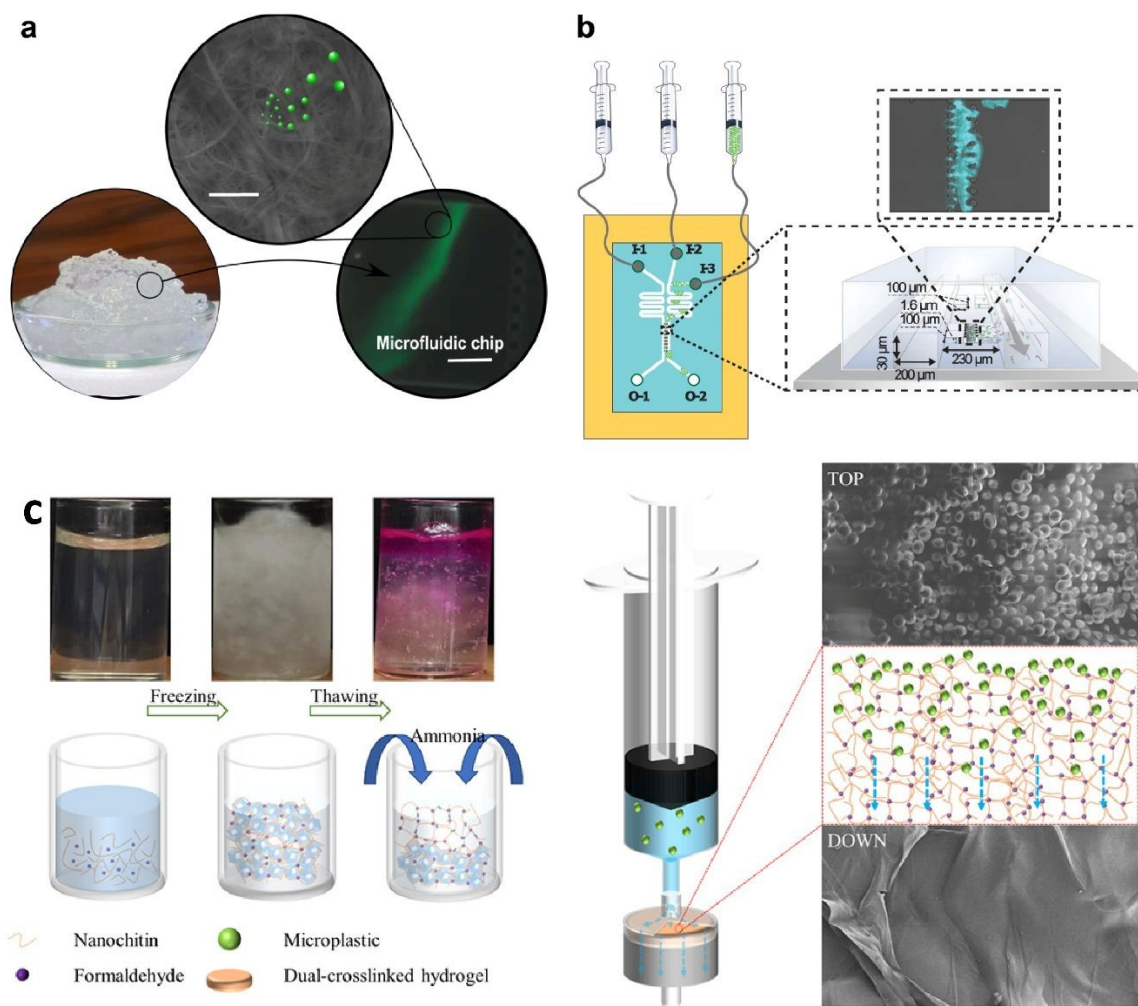 a
Microfluidic chip
b
I-1
I-2
I-3
O-1
O-2
100 µm
1.6 µm
100 µm
30 µm
200 µm
230 µm
c
Freezing
Thawing
Ammonia
Nanochitin
Microplastic
Formaldehyde
Dual-crosslinked hydrogel
TOP
DOWN